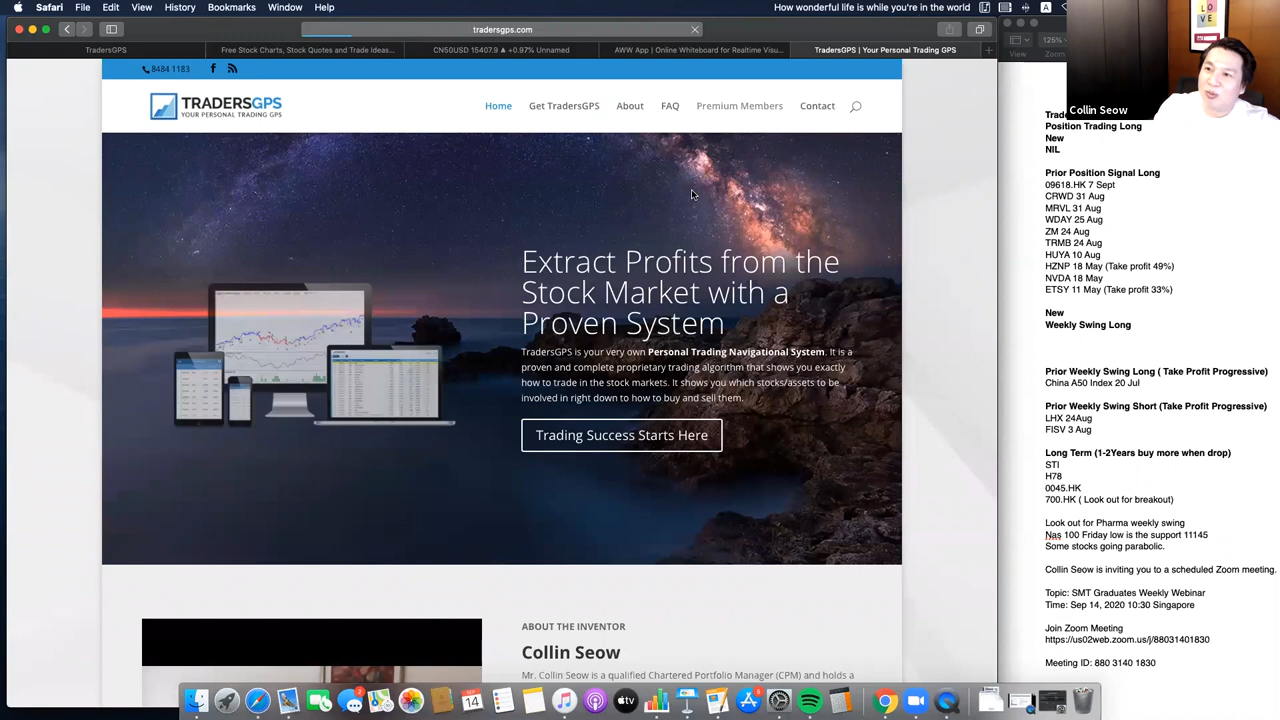 Safari File Edit View History Bookmarks Window Help
How wonderful life is while you're in the world
tradersgps.com
TradersGPS
Free Stock Charts, Stock Quotes and Trade Ideas...
CN50USD 15407.9 ▲ +0.97% Unnamed
AWW App | Online Whiteboard for Realtime Visu...
TradersGPS | Your Personal Trading GPS
View
125%
Zoom
LOVE
Collin Seow
8484 1183
TRADERSGPS
YOUR PERSONAL TRADING GPS
Home Get TradersGPS About FAQ Premium Members Contact
Extract Profits from the
Stock Market with a
Proven System
TradersGPS is your very own Personal Trading Navigational System. It is a
proven and complete proprietary trading algorithm that shows you exactly
how to trade in the stock markets. It shows you which stocks/assets to be
involved in right down to how to buy and sell them.
Trading Success Starts Here
ABOUT THE INVENTOR
Collin Seow
Mr. Collin Seow is a qualified Chartered Portfolio Manager (CPM) and holds a
Position Trading Long
New
NIL
Prior Position Signal Long
09618.HK 7 Sept
CRWD 31 Aug
MRVL 31 Aug
WDAY 25 Aug
ZM 24 Aug
TRMB 24 Aug
HUYA 10 Aug
HZNP 18 May (Take profit 49%)
NVDA 18 May
ETSY 11 May (Take profit 33%)
New
Weekly Swing Long
Prior Weekly Swing Long ( Take Profit Progressive)
China A50 Index 20 Jul
Prior Weekly Swing Short (Take Profit Progressive)
LHX 24Aug
FISV 3 Aug
Long Term (1-2Years buy more when drop)
STI
H78
0045.HK
700.HK ( Look out for breakout)
Look out for Pharma weekly swing
Nas 100 Friday low is the support 11145
Some stocks going parabolic.
Collin Seow is inviting you to a scheduled Zoom meeting.
Topic: SMT Graduates Weekly Webinar
Time: Sep 14, 2020 10:30 Singapore
Join Zoom Meeting
https://us02web.zoom.us/j/88031401830
Meeting ID: 880 3140 1830
2
SEP
14
tv
5